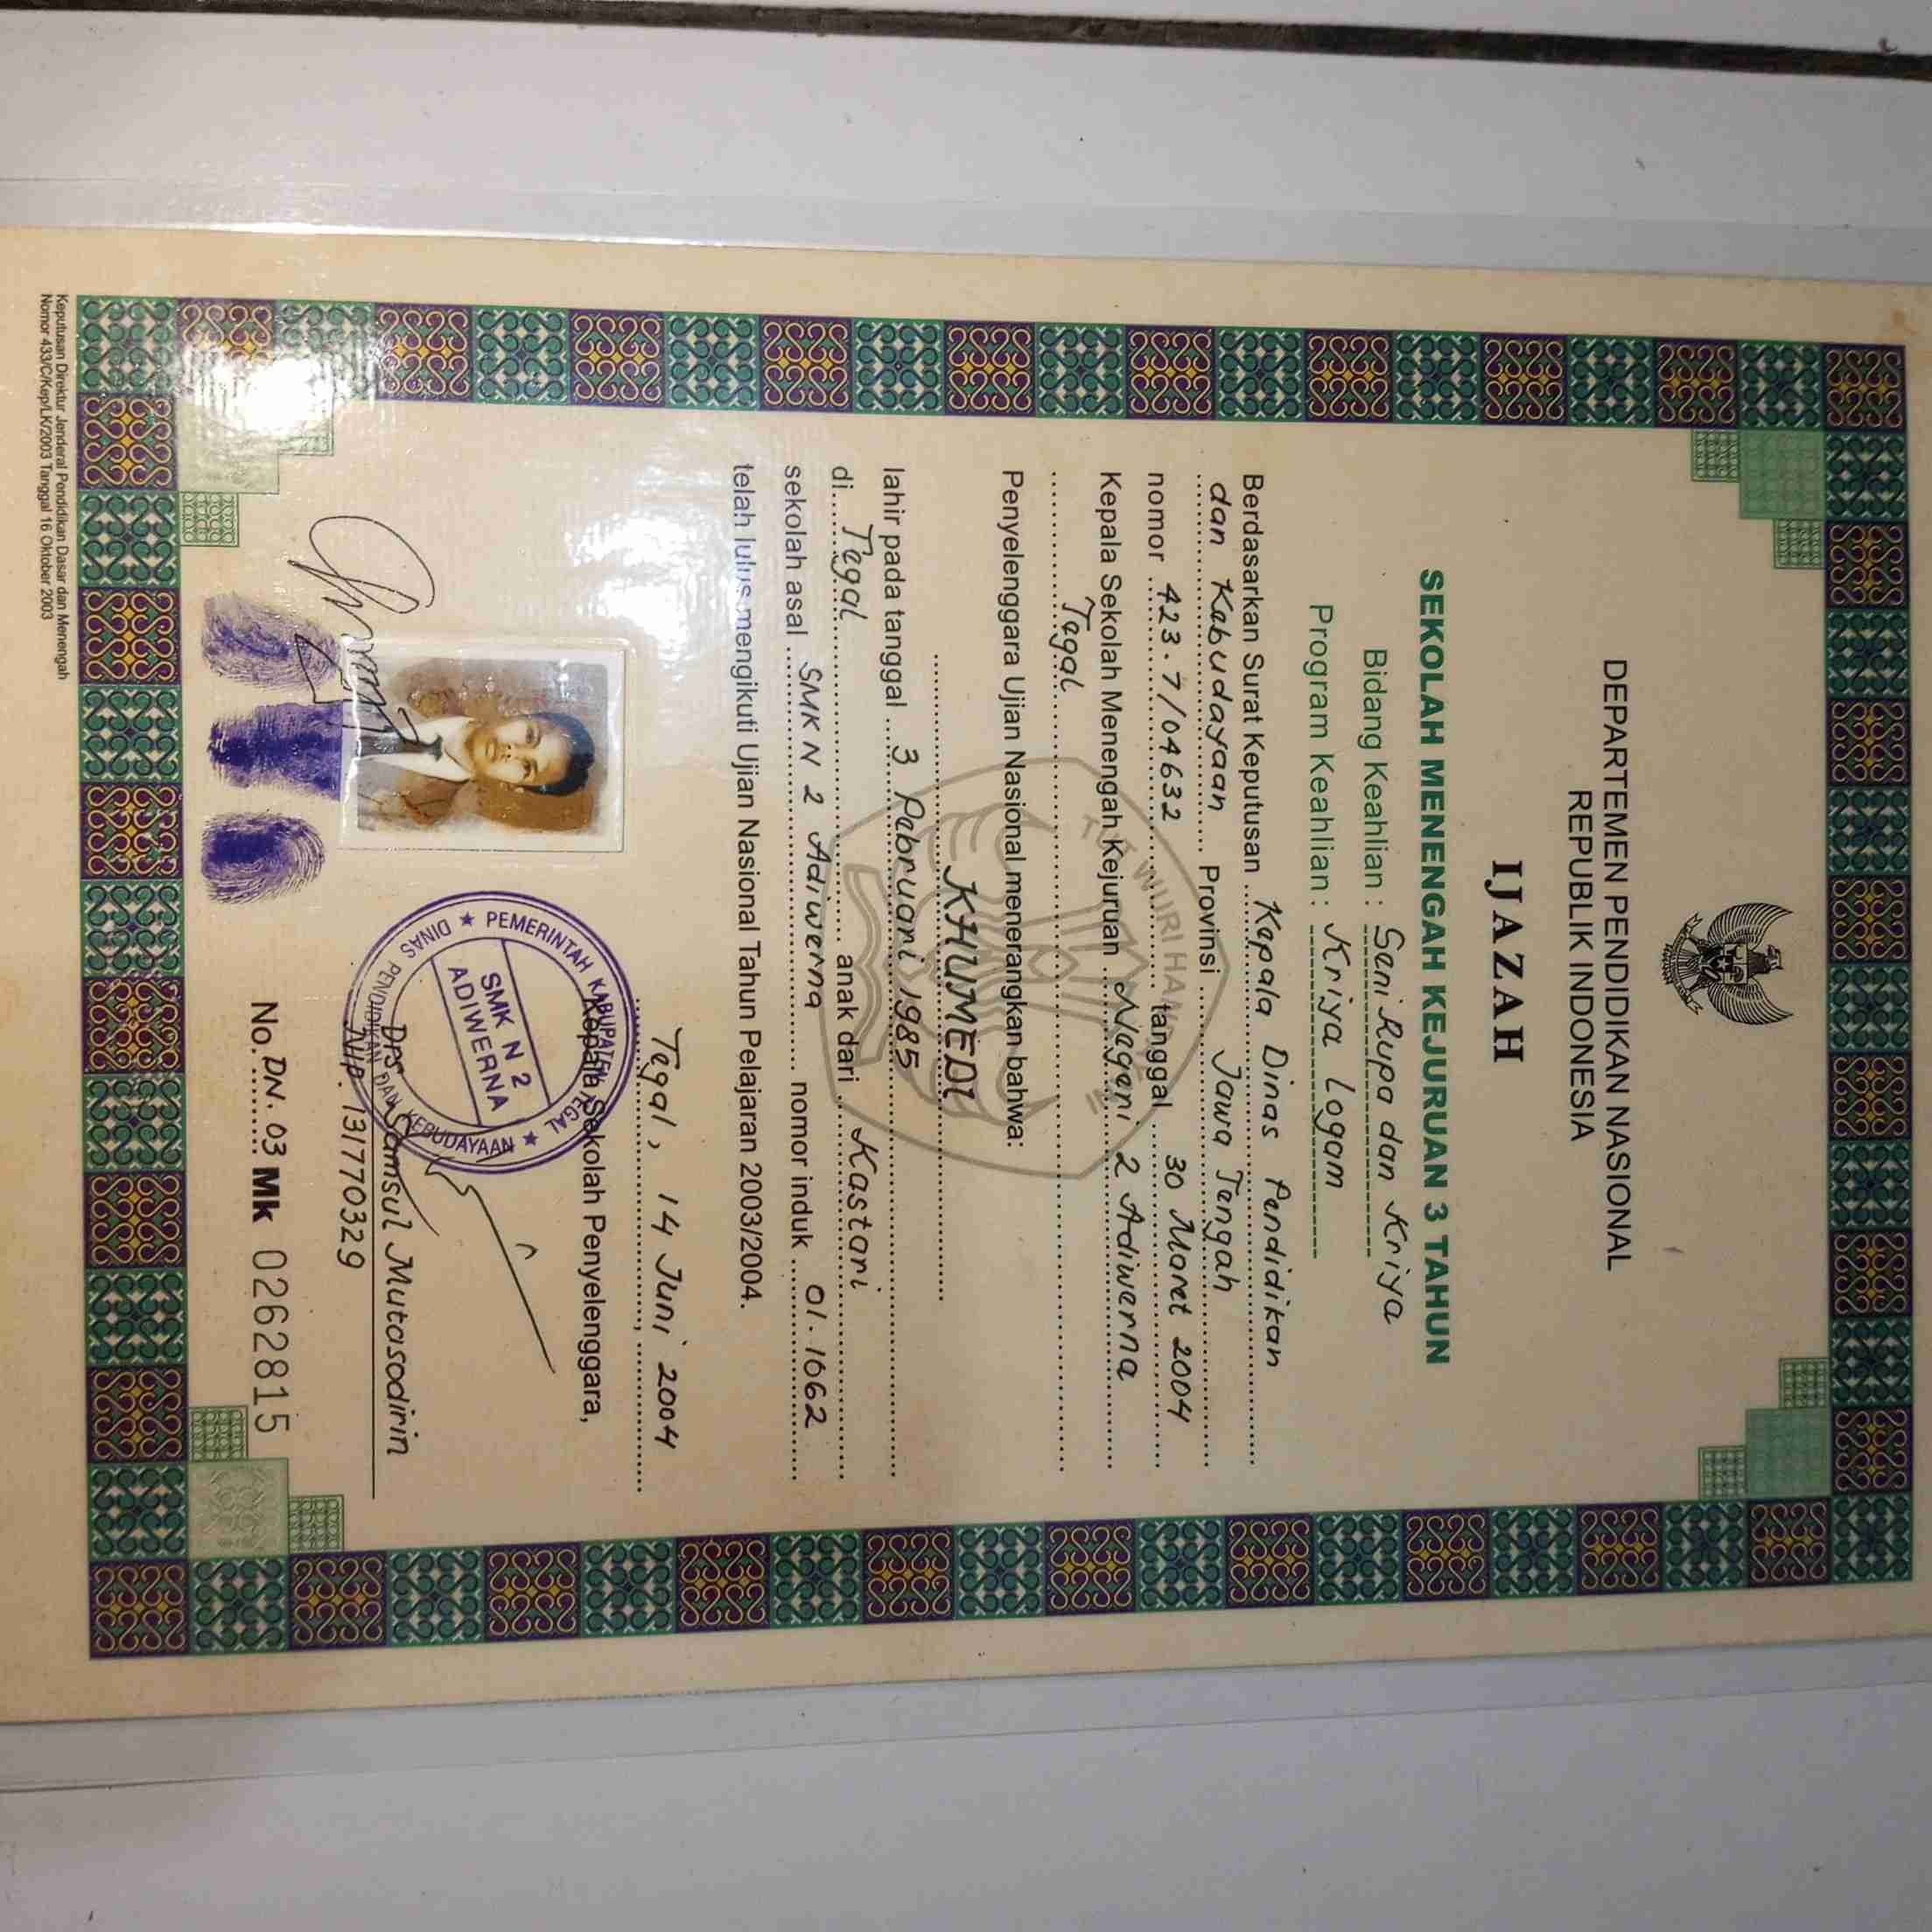 DEPARTEMEN PENDIDIKAN NASIONAL
REPUBLIK INDONESIA
IJAZAH
SEKOLAH MENENGAH KEJURUAN 3 TAHUN
Bidang Keahlian : Seni Rupa dan Kriya
Program Keahlian : Kriya Logam
Berdasarkan Surat Keputusan Kepala Dinas Pendidikan
dan Kebudayaan Provinsi Jawa Tengah
nomor 423.7/04632 tanggal 30 Maret 2004
Kepala Sekolah Menengah Kejuruan Negeri 2 Adiwerna
Tegal
Penyelenggara Ujian Nasional menerangkan bahwa:
KHUMEDI
lahir pada tanggal 3 Pebruari 1985
di Tegal anak dari Kastari
sekolah asal SMK N 2 Adiwerna nomor induk 01.1062
telah lulus mengikuti Ujian Nasional Tahun Pelajaran 2003/2004.
Tegal, 14 Juni 2004
Kepala Sekolah Penyelenggara,
PEMERINTAH KABUPATEN TEGAL
DINAS PENDIDIKAN DAN KEBUDAYAAN
SMK N 2
ADIWERNA
Drs Samsul Mutasodirin
NIP. 131770329
No. DN. 03 Mk 0262815
Keputusan Direktur Jenderal Pendidikan Dasar dan Menengah
Nomor 433/C/Kep/LK/2003 Tanggal 16 Oktober 2003
TUT WURI HANDAYANI